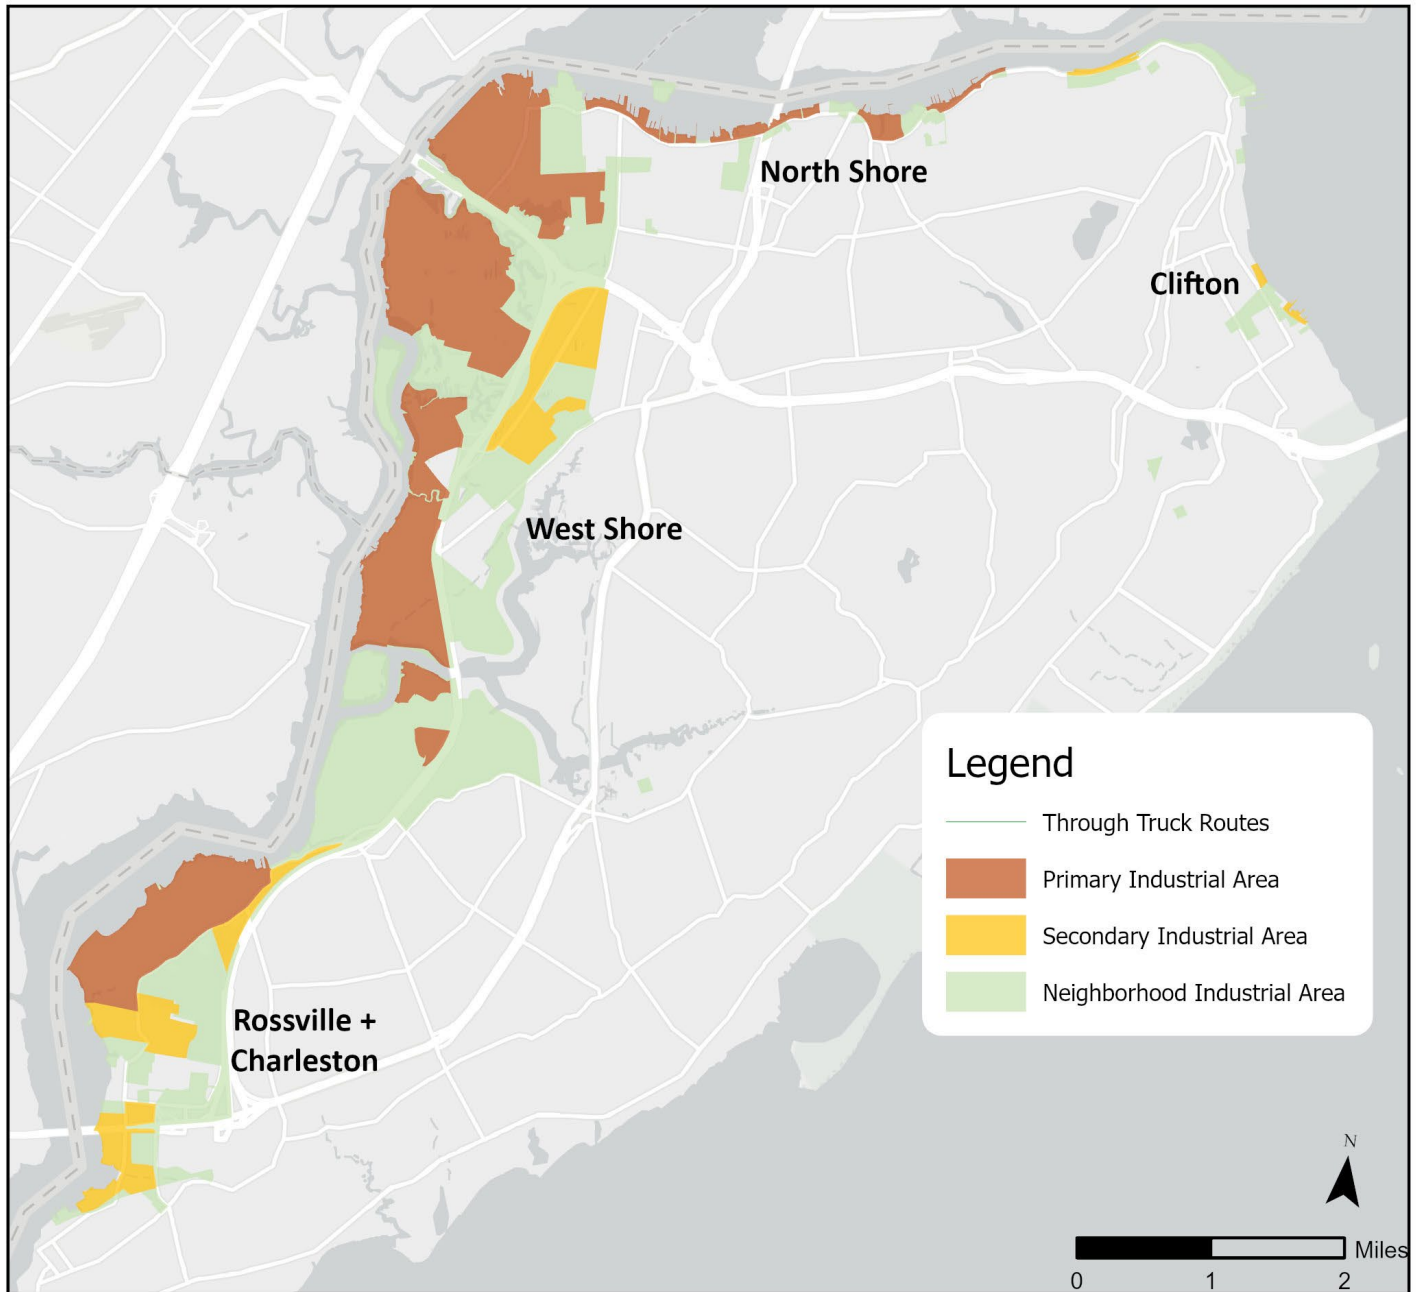 North Shore
Clifton
West Shore
Rossville +
Charleston
Legend
Through Truck Routes
Primary Industrial Area
Secondary Industrial Area
Neighborhood Industrial Area
N
Miles
0 1 2